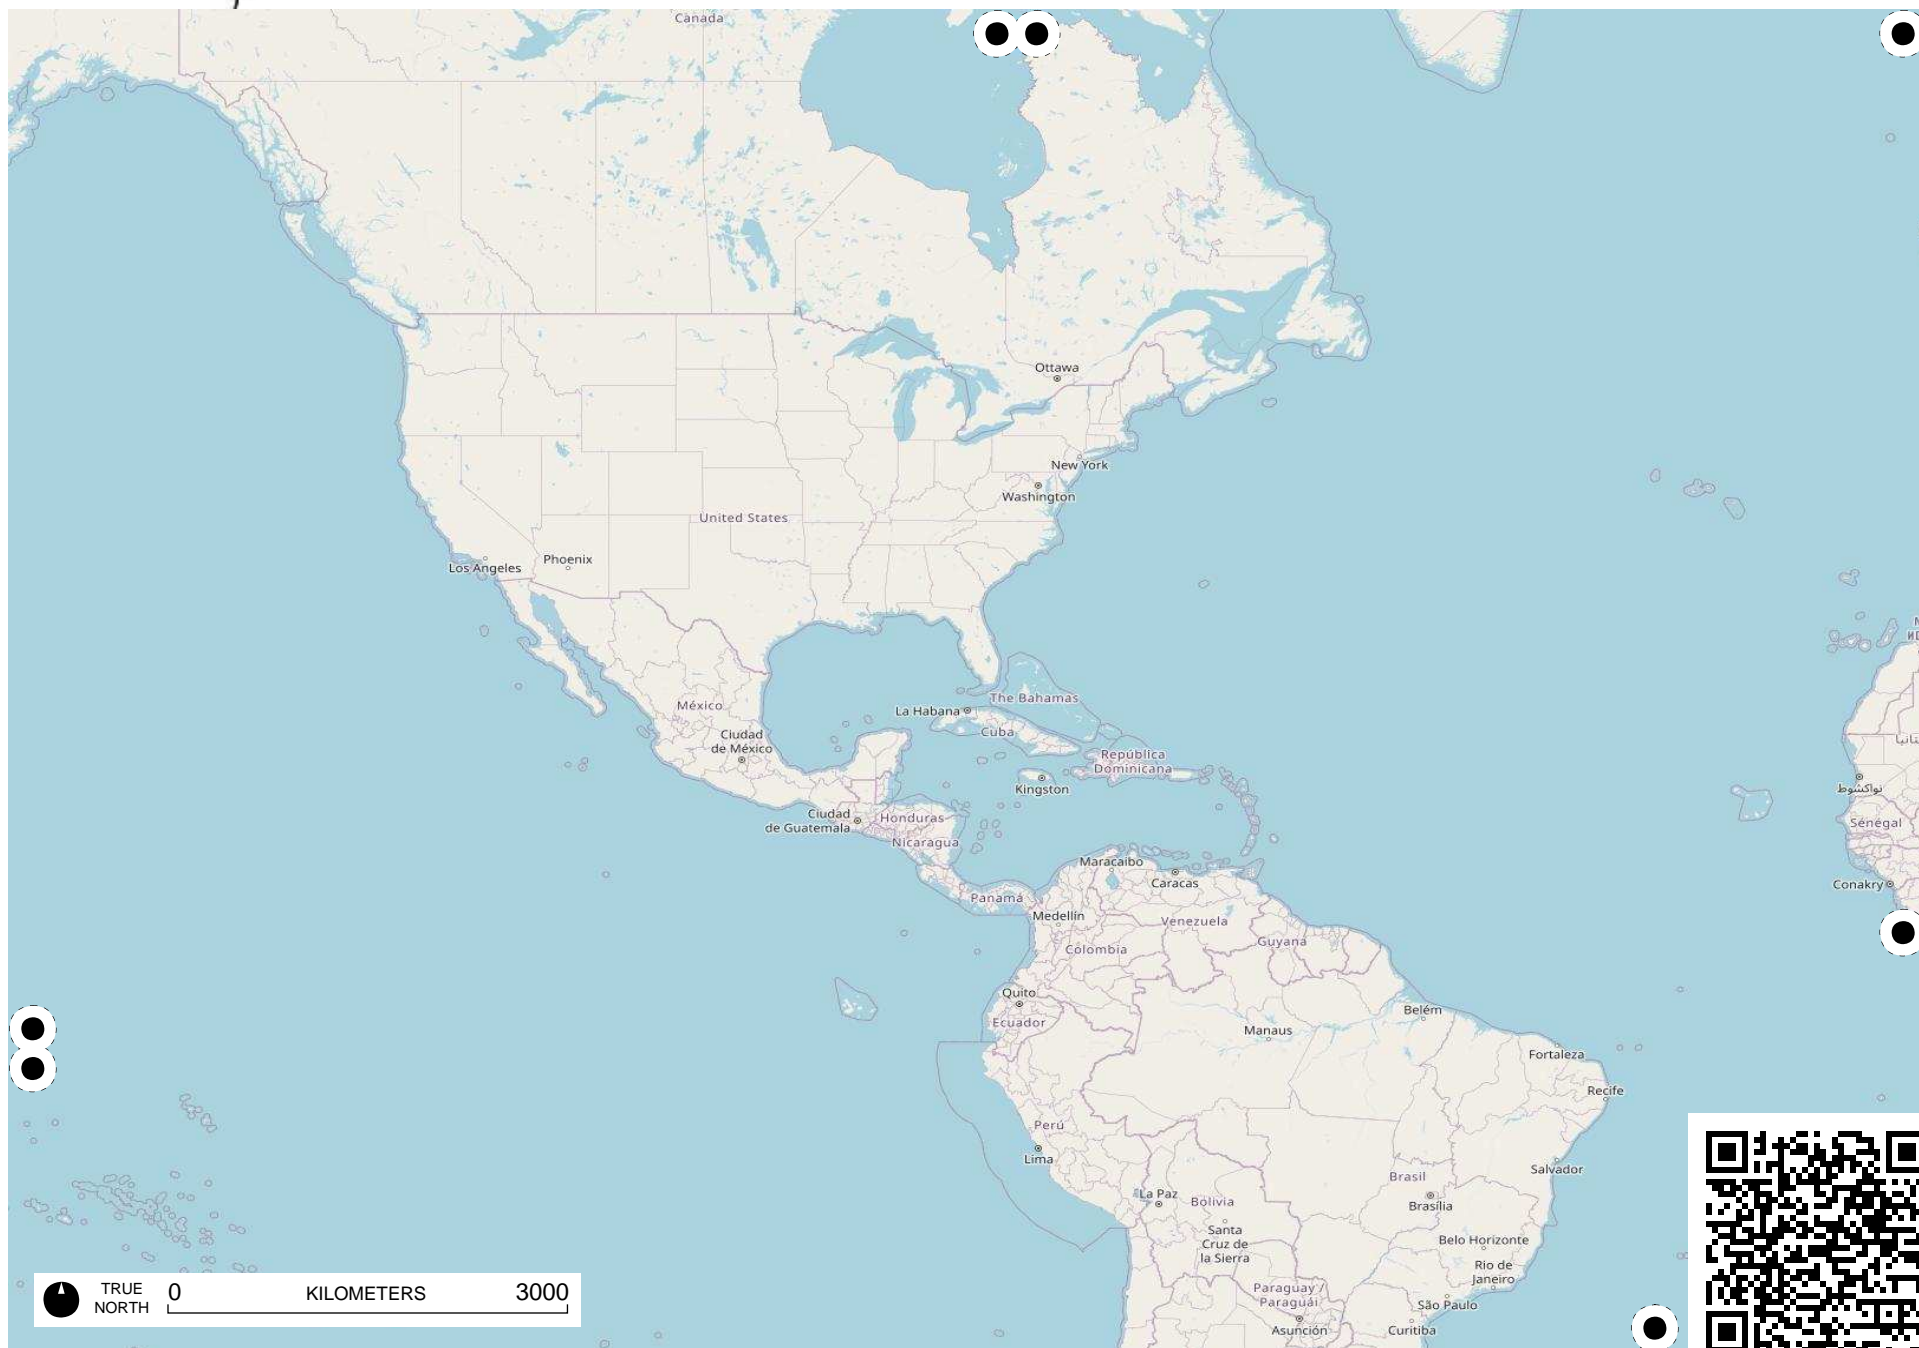 Canada
Ottawa
New York
Washington
United States
Phoenix
Los Angeles
The Bahamas
La Habana
México
Cuba
Ciudad
de México
República
Dominicana
Kingston
نواكشوط
Ciudad
de Guatemala
Honduras
Sénégal
Nicaragua
Maracaibo
Caracas
Conakry
Panamá
Medellín
Venezuela
Colombia
Guyana
Quito
Belém
Ecuador
Manaus
Fortaleza
Recife
Perú
Lima
Salvador
Brasil
La Paz
Bolivia
Brasília
Santa
Cruz de
la Sierra
Belo Horizonte
Rio de
Janeiro
TRUE
NORTH
0 KILOMETERS 3000
Paraguay /
Paraguái
São Paulo
Asunción
Curitiba